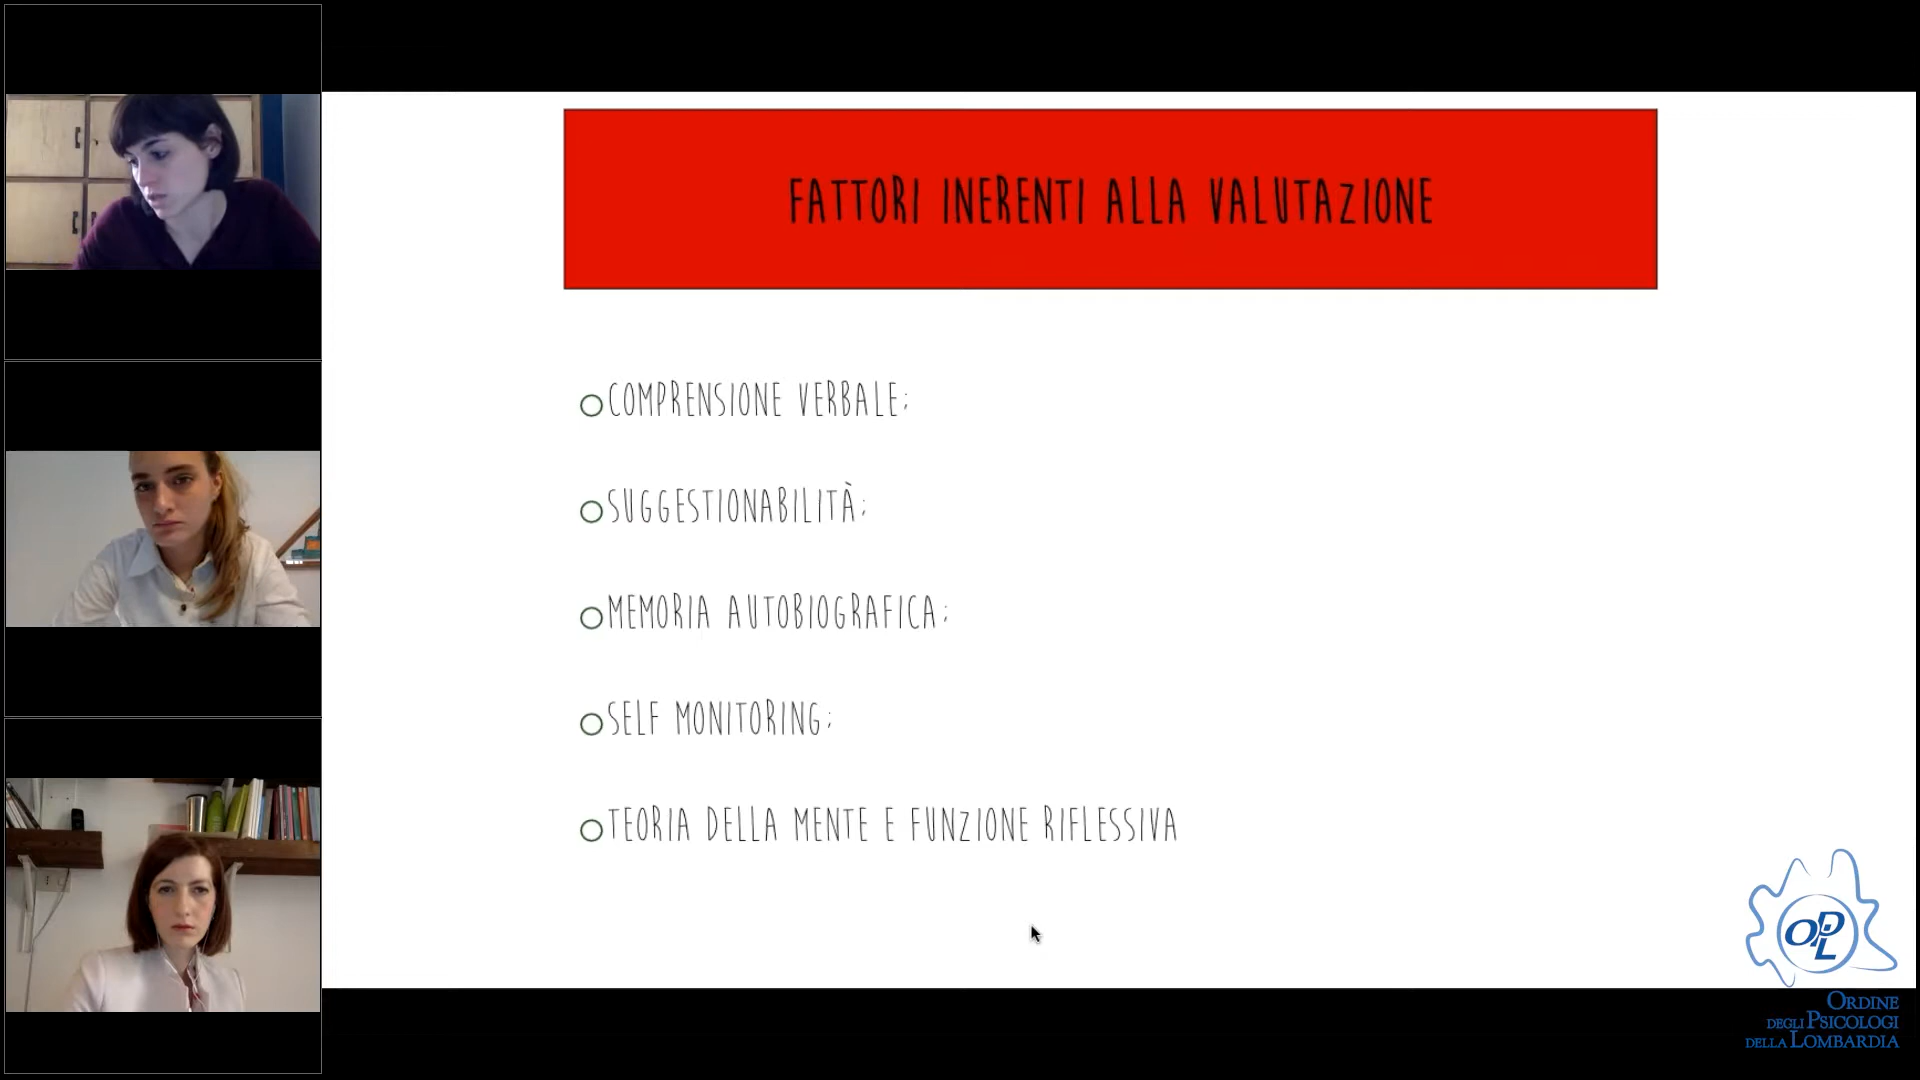 FATTORI INERENTI ALLA VALUTAZIONE
COMPRENSIONE VERBALE;
SUGGESTIONABILITÀ;
MEMORIA AUTOBIOGRAFICA;
SELF MONITORING;
TEORIA DELLA MENTE E FUNZIONE RIFLESSIVA
OPL
ORDINE
DEGLI PSICOLOGI
DELLA LOMBARDIA